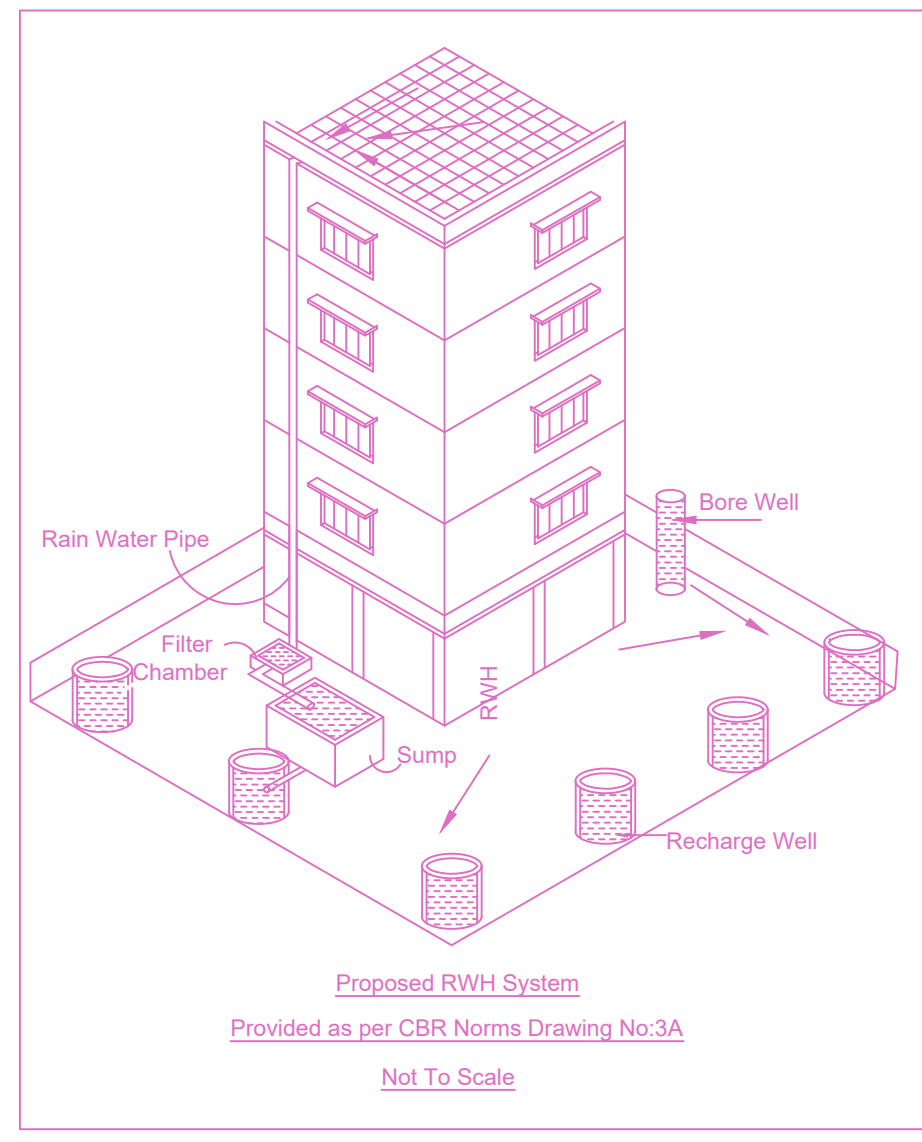 Bore Well
Rain Water Pipe
Filter
Chamber
RWH
Sump
Recharge Well
Proposed RWH System
Provided as per CBR Norms Drawing No:3A
Not To Scale